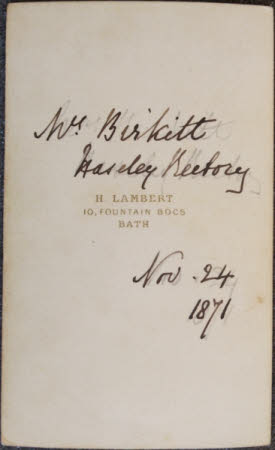 Mrs Birkitt
Haseley Rectory
H. LAMBERT
10, FOUNTAIN BDGS
BATH
Nov. 24
1871